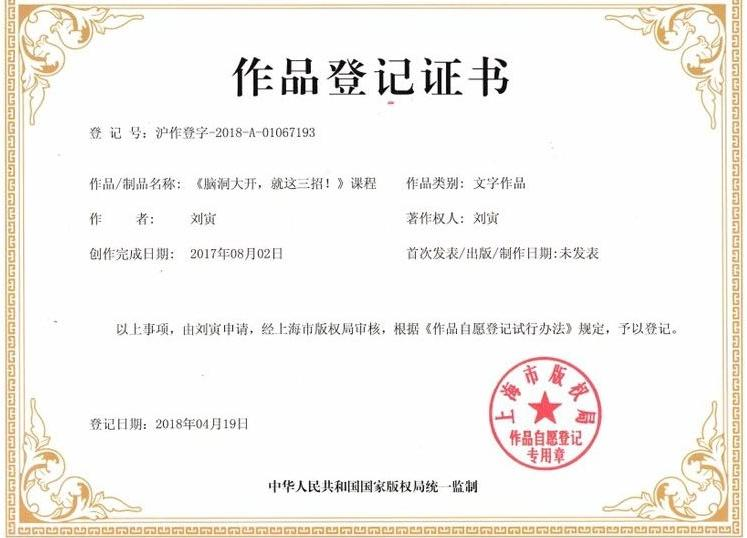 作品登记证书
登 记 号：沪作登字-2018-A-01067193
作品/制品名称：《脑洞大开，就这三招！》课程 作品类别：文字作品
作 者： 刘寅 著作权人：刘寅
创作完成日期： 2017年08月02日 首次发表/出版/制作日期:未发表
以上事项，由刘寅申请，经上海市版权局审核，根据《作品自愿登记试行办法》规定，予以登记。
登记日期：2018年04月19日
上海市版权局
作品自愿登记
专用章
中华人民共和国国家版权局统一监制